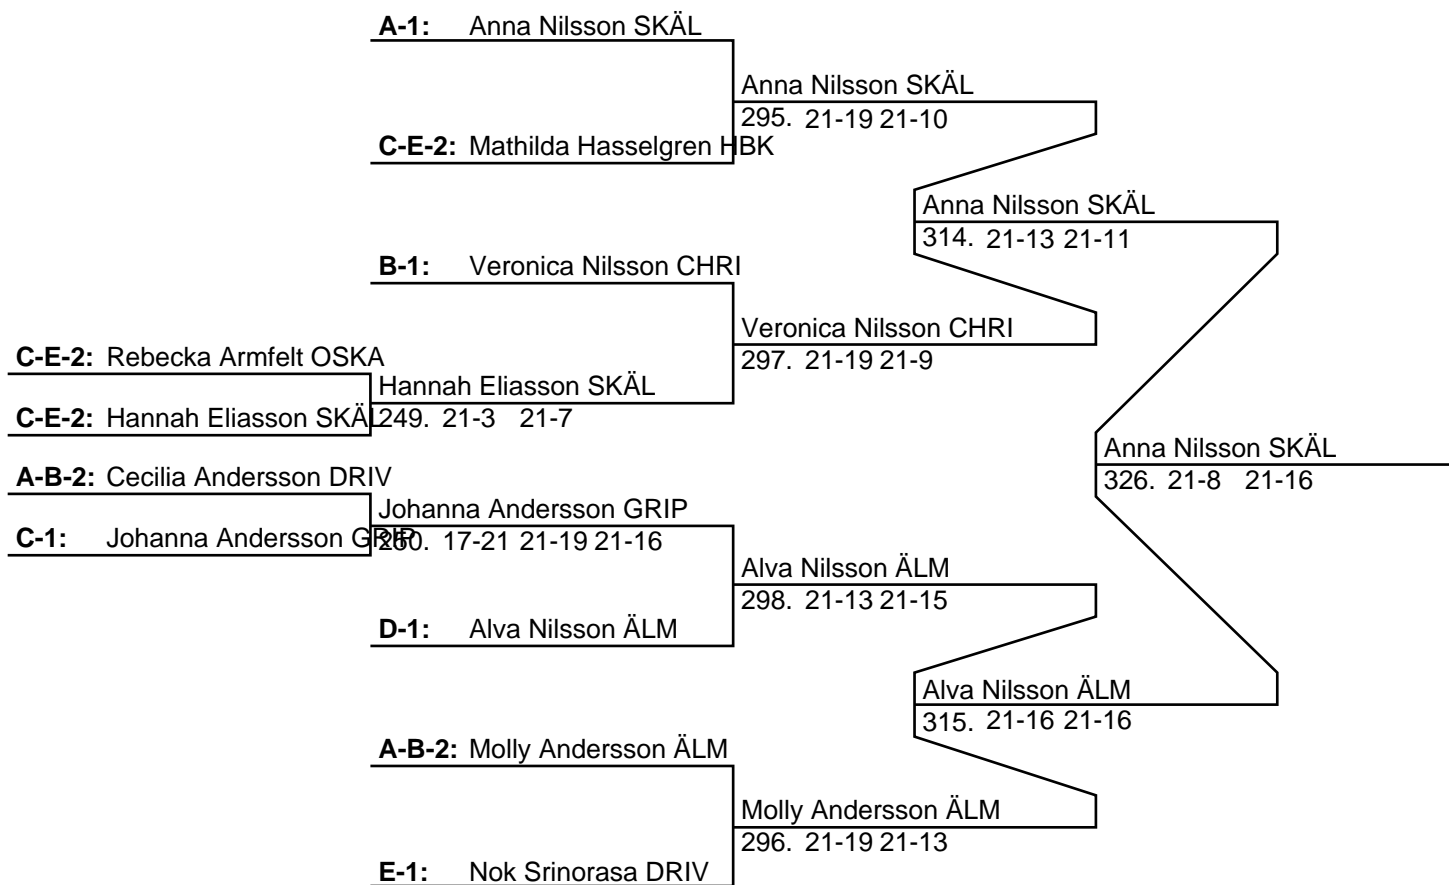 A-1: Anna Nilsson SKÄL
Anna Nilsson SKÄL
295. 21-19 21-10
C-E-2: Mathilda Hasselgren HBK
Anna Nilsson SKÄL
314. 21-13 21-11
B-1: Veronica Nilsson CHRI
Veronica Nilsson CHRI
297. 21-19 21-9
C-E-2: Rebecka Armfelt OSKA
Hannah Eliasson SKÄL
249. 21-3 21-7
C-E-2: Hannah Eliasson SKÄL
Anna Nilsson SKÄL
326. 21-8 21-16
A-B-2: Cecilia Andersson DRIV
Johanna Andersson GRIP
250. 17-21 21-19 21-16
C-1: Johanna Andersson GRIP
Alva Nilsson ÄLM
298. 21-13 21-15
D-1: Alva Nilsson ÄLM
Alva Nilsson ÄLM
315. 21-16 21-16
A-B-2: Molly Andersson ÄLM
Molly Andersson ÄLM
296. 21-19 21-13
E-1: Nok Srinorasa DRIV